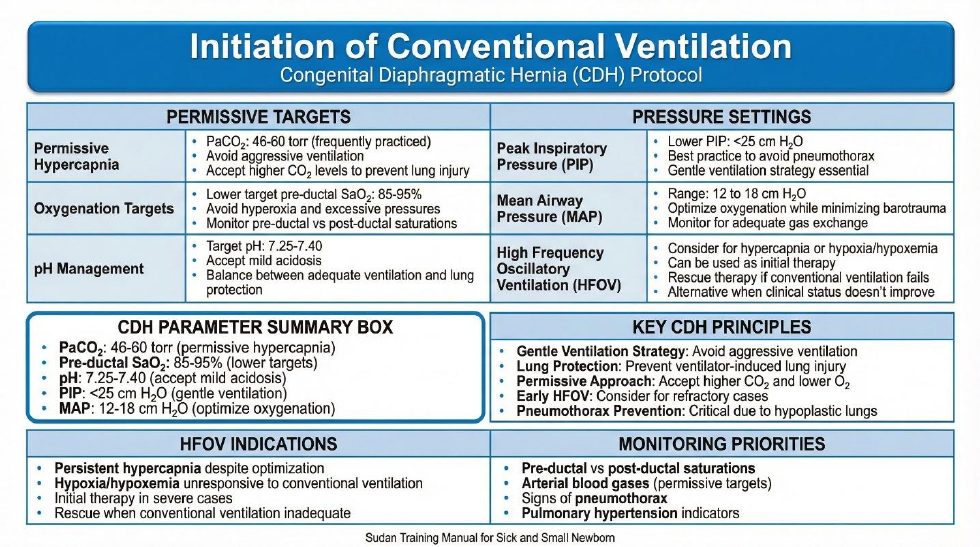 Initiation of Conventional Ventilation
Congenital Diaphragmatic Hernia (CDH) Protocol
PERMISSIVE TARGETS
Permissive
Hypercapnia
• PaCO₂: 46-60 torr (frequently practiced)
• Avoid aggressive ventilation
• Accept higher CO₂ levels to prevent lung injury
Oxygenation Targets
• Lower target pre-ductal SaO₂: 85-95%
• Avoid hyperoxia and excessive pressures
• Monitor pre-ductal vs post-ductal saturations
pH Management
• Target pH: 7.25-7.40
• Accept mild acidosis
• Balance between adequate ventilation and lung
protection
PRESSURE SETTINGS
Peak Inspiratory
Pressure (PIP)
• Lower PIP: <25 cm H₂O
• Best practice to avoid pneumothorax
• Gentle ventilation strategy essential
Mean Airway
Pressure (MAP)
• Range: 12 to 18 cm H₂O
• Optimize oxygenation while minimizing barotrauma
• Monitor for adequate gas exchange
High Frequency
Oscillatory
Ventilation (HFOV)
• Consider for hypercapnia or hypoxia/hypoxemia
• Can be used as initial therapy
• Rescue therapy if conventional ventilation fails
• Alternative when clinical status doesn't improve
CDH PARAMETER SUMMARY BOX
• PaCO₂: 46-60 torr (permissive hypercapnia)
• Pre-ductal SaO₂: 85-95% (lower targets)
• pH: 7.25-7.40 (accept mild acidosis)
• PIP: <25 cm H₂O (gentle ventilation)
• MAP: 12-18 cm H₂O (optimize oxygenation)
KEY CDH PRINCIPLES
• Gentle Ventilation Strategy: Avoid aggressive ventilation
• Lung Protection: Prevent ventilator-induced lung injury
• Permissive Approach: Accept higher CO₂ and lower O₂
• Early HFOV: Consider for refractory cases
• Pneumothorax Prevention: Critical due to hypoplastic lungs
HFOV INDICATIONS
• Persistent hypercapnia despite optimization
• Hypoxia/hypoxemia unresponsive to conventional ventilation
• Initial therapy in severe cases
• Rescue when conventional ventilation inadequate
MONITORING PRIORITIES
• Pre-ductal vs post-ductal saturations
• Arterial blood gases (permissive targets)
• Signs of pneumothorax
• Pulmonary hypertension indicators
Sudan Training Manual for Sick and Small Newborn